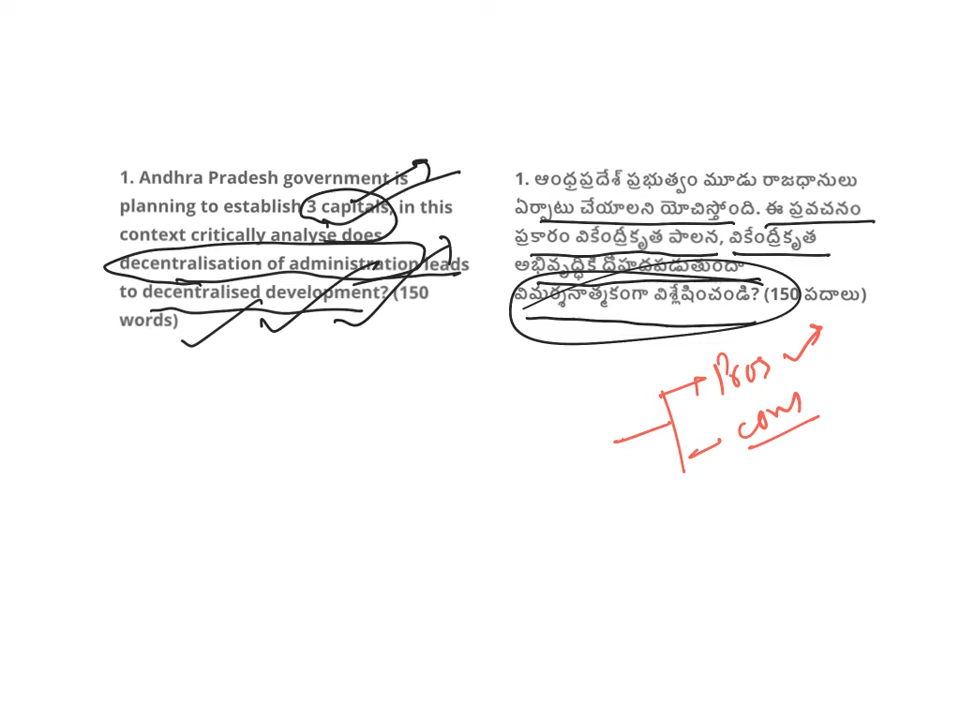 1. Andhra Pradesh government is
planning to establish 3 capitals, in this
context critically analyse does
decentralisation of administration leads
to decentralised development? (150
words)
1. ఆంధ్రప్రదేశ్ ప్రభుత్వం మూడు రాజధానులు
ఏర్పాటు చేయాలని యోచిస్తోంది. ఈ ప్రవచనం
ప్రకారం వికేంద్రీకృత పాలన, వికేంద్రీకృత
అభివృద్ధికి దోహదపడుతుందా
విమర్శనాత్మకంగా విశ్లేషించండి? (150 పదాలు)
Pros
cons